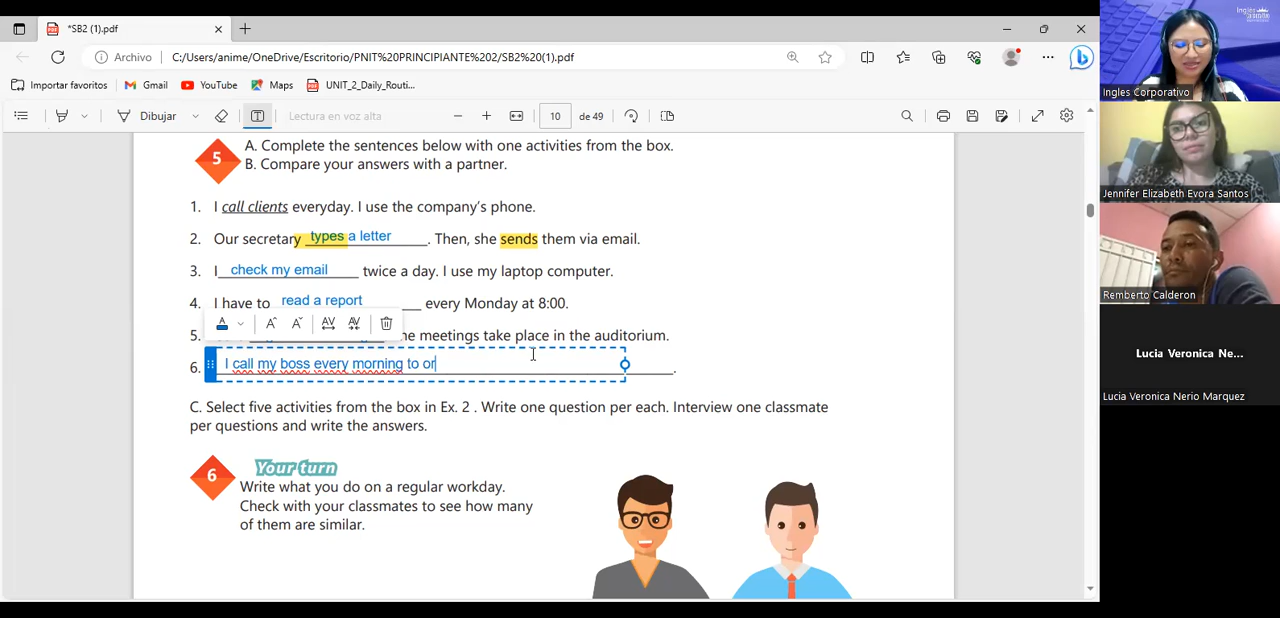 *SB2 (1).pdf
Archivo C:/Users/anime/OneDrive/Escritorio/PNIT%20PRINCIPIANTE%202/SB2%20(1).pdf
Importar favoritos Gmail YouTube Maps UNIT_2_Daily_Routi...
Dibujar Lectura en voz alta 10 de 49
5
A. Complete the sentences below with one activities from the box.
B. Compare your answers with a partner.
1. I call clients everyday. I use the company's phone.
2. Our secretary types a letter. Then, she sends them via email.
3. I check my email twice a day. I use my laptop computer.
4. I have to read a report every Monday at 8:00.
5. he meetings take place in the auditorium.
6. I call my boss every morning to or.
C. Select five activities from the box in Ex. 2 . Write one question per each. Interview one classmate
per questions and write the answers.
6
Your turn
Write what you do on a regular workday.
Check with your classmates to see how many
of them are similar.
Ingles Corporativo
Jennifer Elizabeth Evora Santos
Remberto Calderon
Lucia Veronica Ne...
Lucia Veronica Nerio Marquez